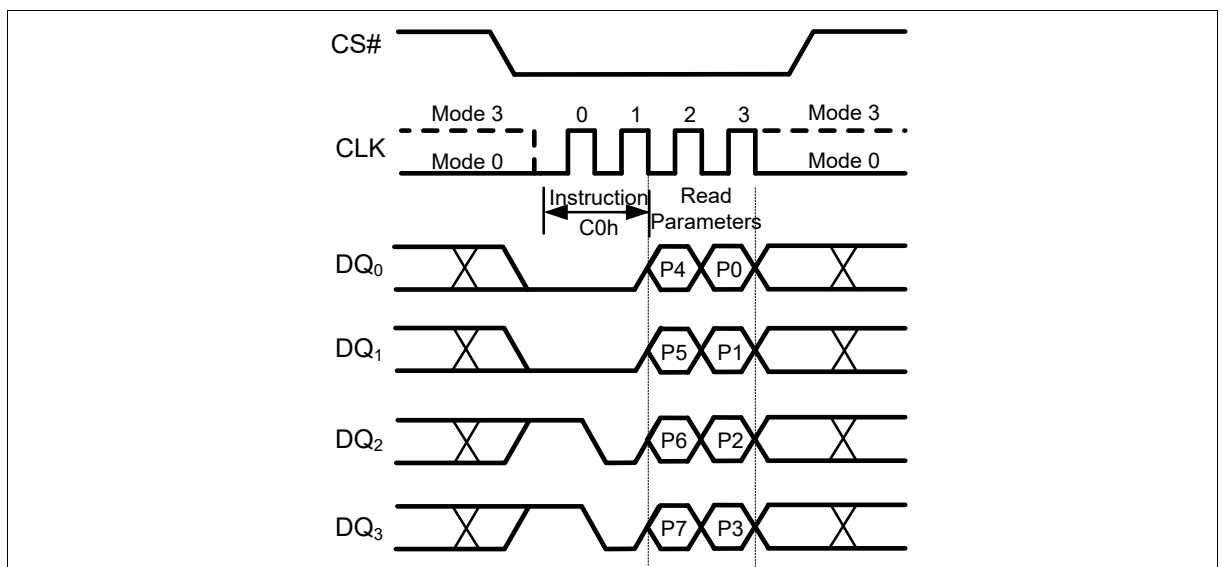 CS#
Mode 3 0 1 2 3 Mode 3
CLK
Mode 0 Mode 0
Instruction Read
C0h Parameters
DQ0 P4 P0
DQ1 P5 P1
DQ2 P6 P2
DQ3 P7 P3